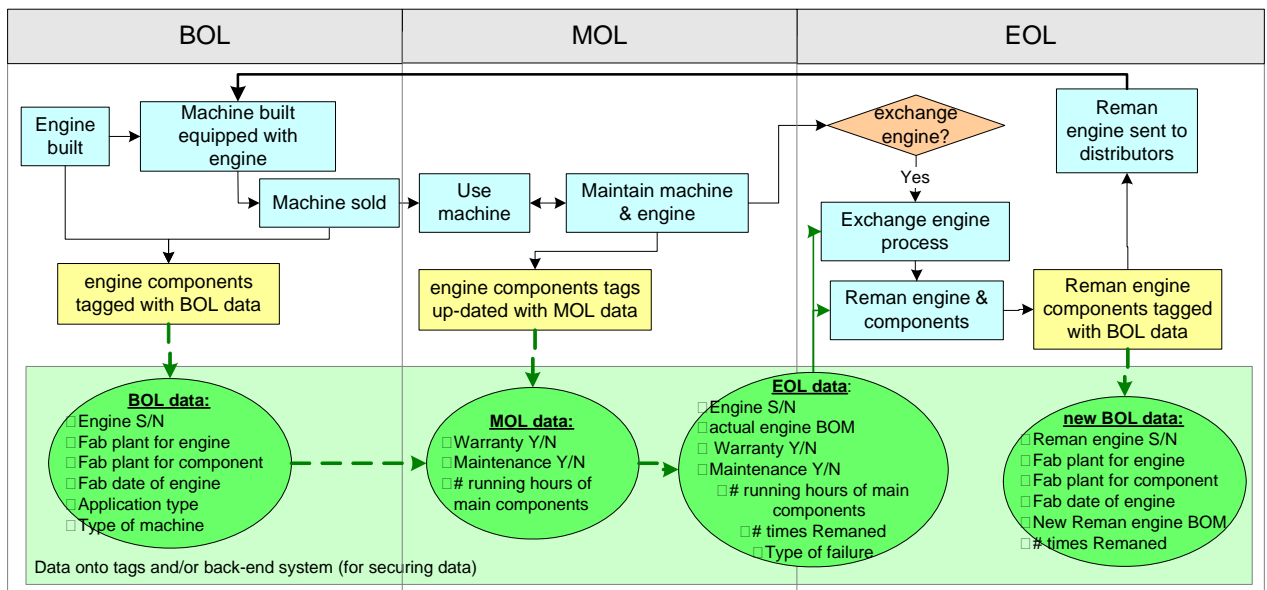 BOL
MOL
EOL
Engine
built
Machine built
equipped with
engine
Machine sold
Use
machine
Maintain machine
& engine
exchange
engine?
Yes
Exchange engine
process
Reman engine &
components
Reman
engine sent to
distributors
engine components
tagged with BOL data
engine components tags
up-dated with MOL data
Reman engine
components tagged
with BOL data
BOL data:
Engine S/N
Fab plant for engine
Fab plant for component
Fab date of engine
Application type
Type of machine
MOL data:
Warranty Y/N
Maintenance Y/N
# running hours of
main components
EOL data:
Engine S/N
actual engine BOM
Warranty Y/N
Maintenance Y/N
# running hours of main
components
# times Remaned
Type of failure
new BOL data:
Reman engine S/N
Fab plant for engine
Fab plant for component
Fab date of engine
New Reman engine BOM
# times Remaned
Data onto tags and/or back-end system (for securing data)